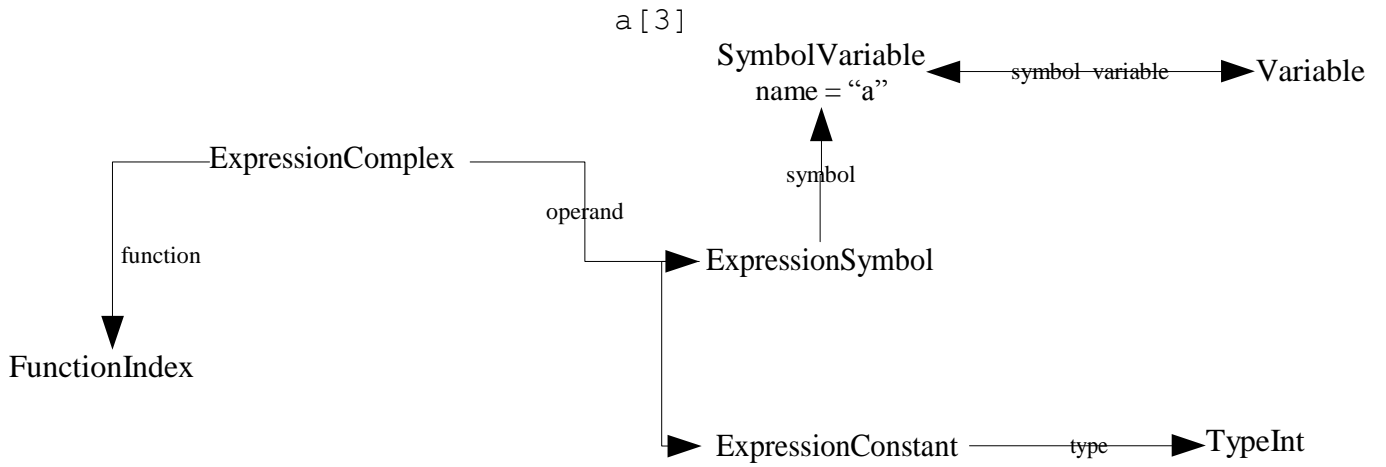 a[3]
SymbolVariable
name = “a”
symbol variable
Variable
ExpressionComplex
symbol
operand
function
ExpressionSymbol
FunctionIndex
ExpressionConstant
type
TypeInt